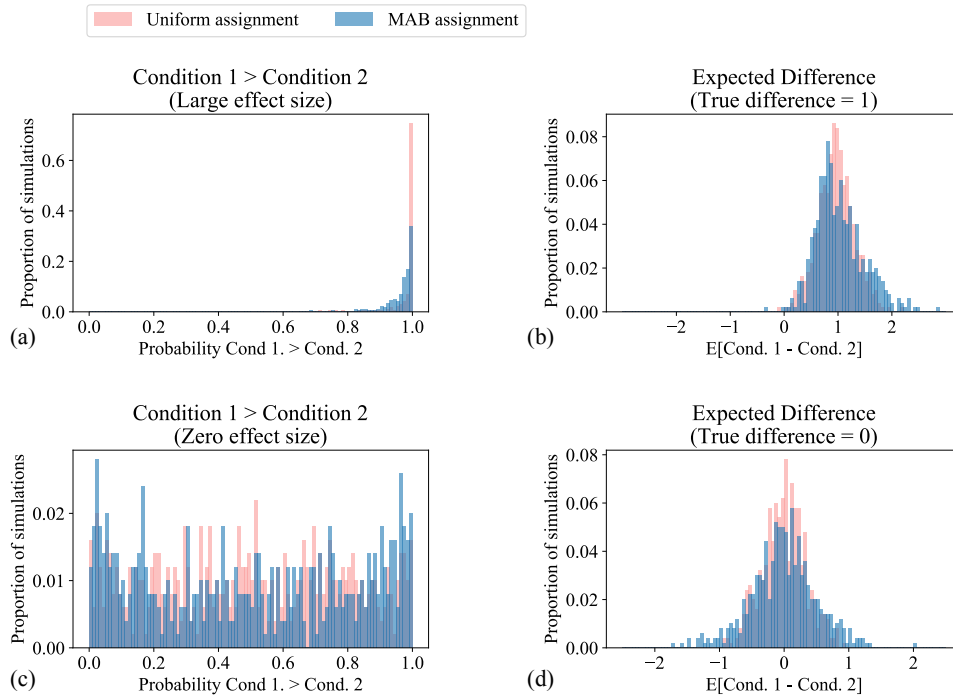 Uniform assignment
MAB assignment
Condition 1 > Condition 2
(Large effect size)
Proportion of simulations
0.6
0.4
0.2
0.0
0.0 0.2 0.4 0.6 0.8 1.0
Probability Cond 1. > Cond. 2
(a)
Expected Difference
(True difference = 1)
Proportion of simulations
0.08
0.06
0.04
0.02
0.00
−2 −1 0 1 2
E[Cond. 1 - Cond. 2]
(b)
Condition 1 > Condition 2
(Zero effect size)
Proportion of simulations
0.02
0.01
0.00
0.0 0.2 0.4 0.6 0.8 1.0
Probability Cond 1. > Cond. 2
(c)
Expected Difference
(True difference = 0)
Proportion of simulations
0.08
0.06
0.04
0.02
0.00
−2 −1 0 1 2
E[Cond. 1 - Cond. 2]
(d)